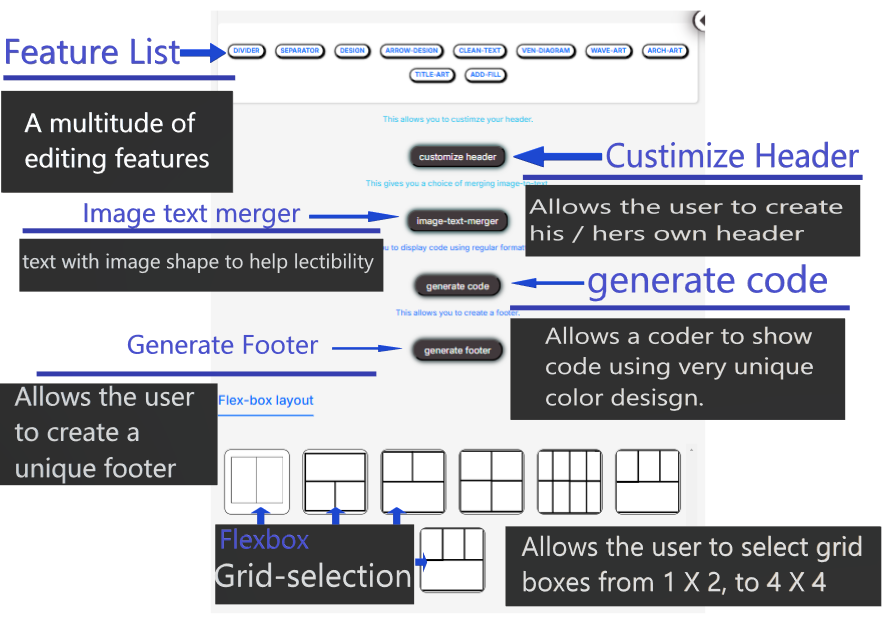 Feature List
DIVIDER SEPARATOR DESIGN ARROW-DESIGN CLEAN-TEXT VEN-DIAGRAM WAVE-ART ARCH-ART
TITLE-ART ADD-FILL
A multitude of
editing features
This allows you to custimze your header.
customize header
Custimize Header
This gives you a choice of merging image-to-text
Allows the user to create
his / hers own header
Image text merger
image-text-merger
text with image shape to help lectibility
to display code using regular format
generate code
generate code
This allows you to create a footer.
Allows a coder to show
code using very unique
color desisgn.
Generate Footer
generate footer
Allows the user
to create a
unique footer
Flex-box layout
Flexbox
Grid-selection
Allows the user to select grid
boxes from 1 X 2, to 4 X 4